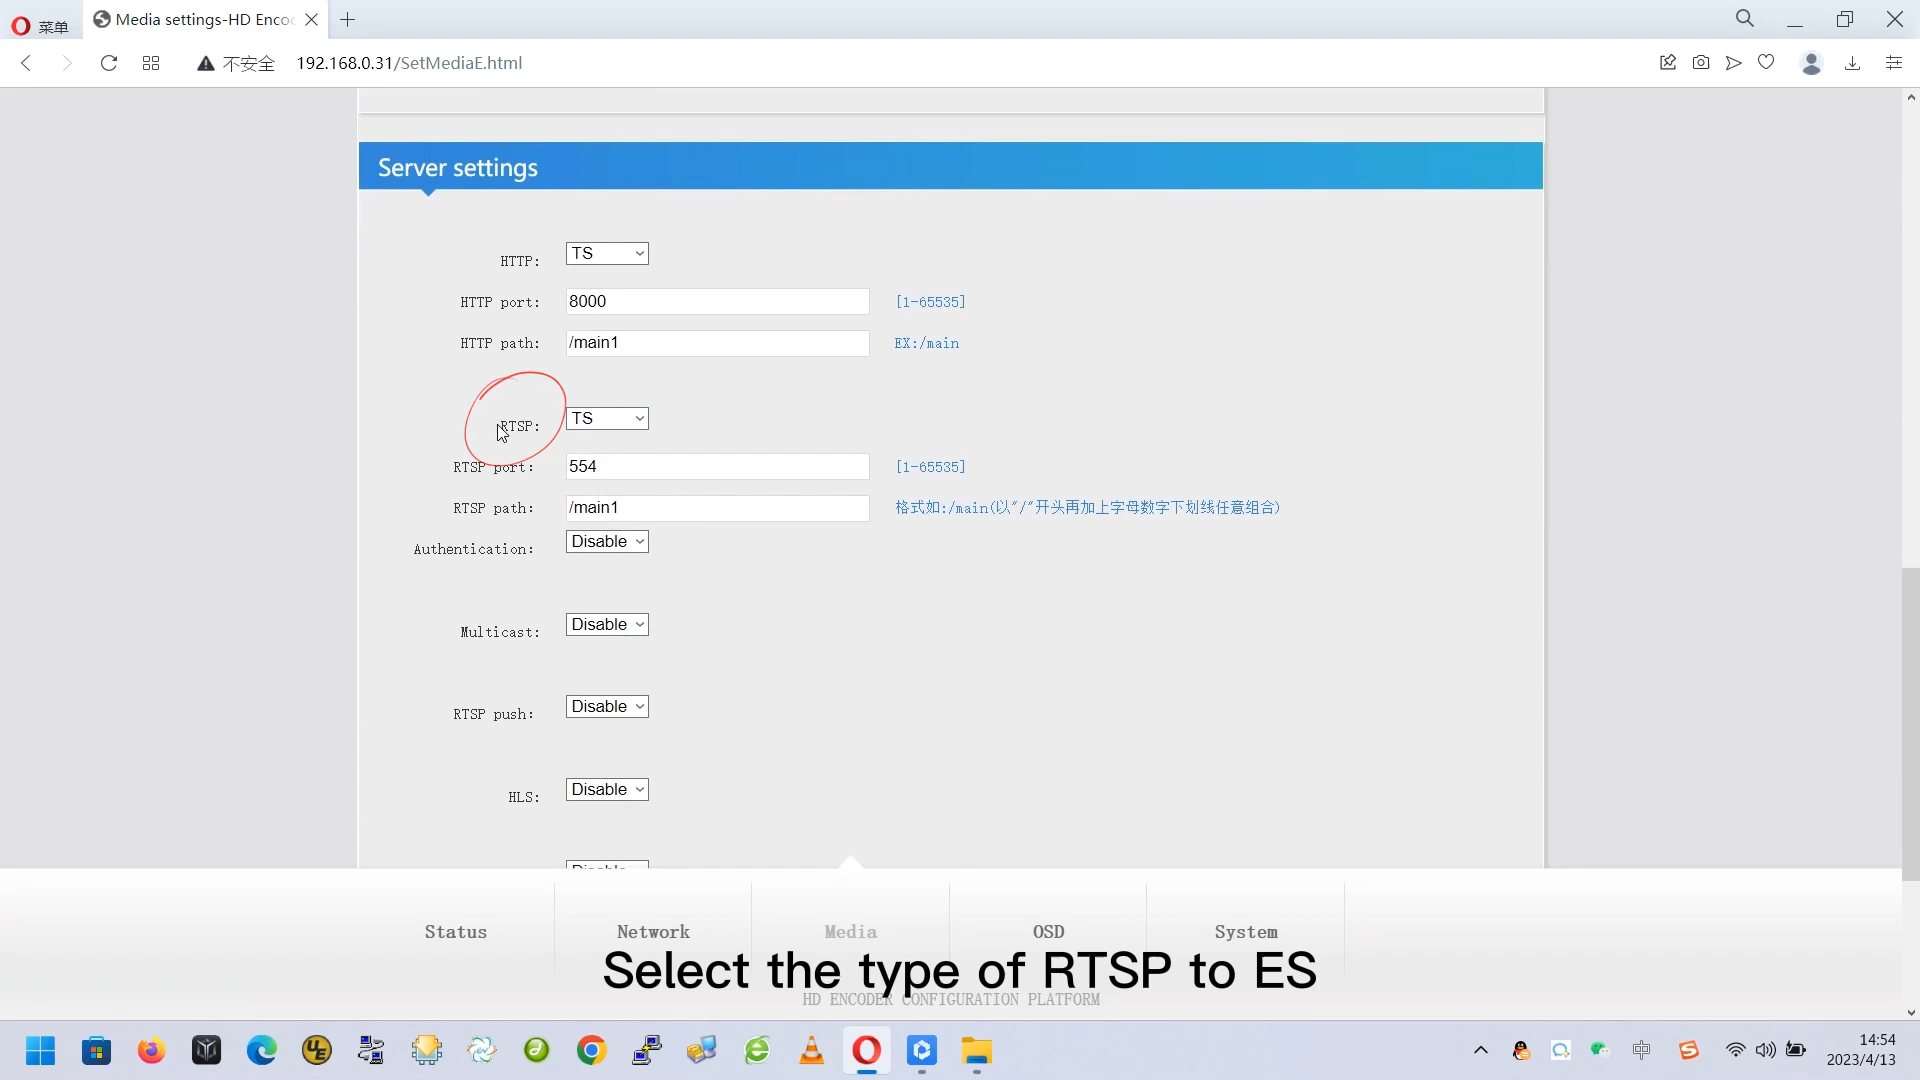 菜单
Media settings-HD Enco
不安全
192.168.0.31/SetMediaE.html
Server settings
HTTP: TS
HTTP port: 8000 [1-65535]
HTTP path: /main1 EX:/main
RTSP: TS
RTSP port: 554 [1-65535]
RTSP path: /main1 格式如:/main(以"/"开头再加上字母数字下划线任意组合)
Authentication: Disable
Multicast: Disable
RTSP push: Disable
HLS: Disable
Disable
Status Network Media OSD System
Select the type of RTSP to ES
HD ENCODER CONFIGURATION PLATFORM
中
14:54
2023/4/13